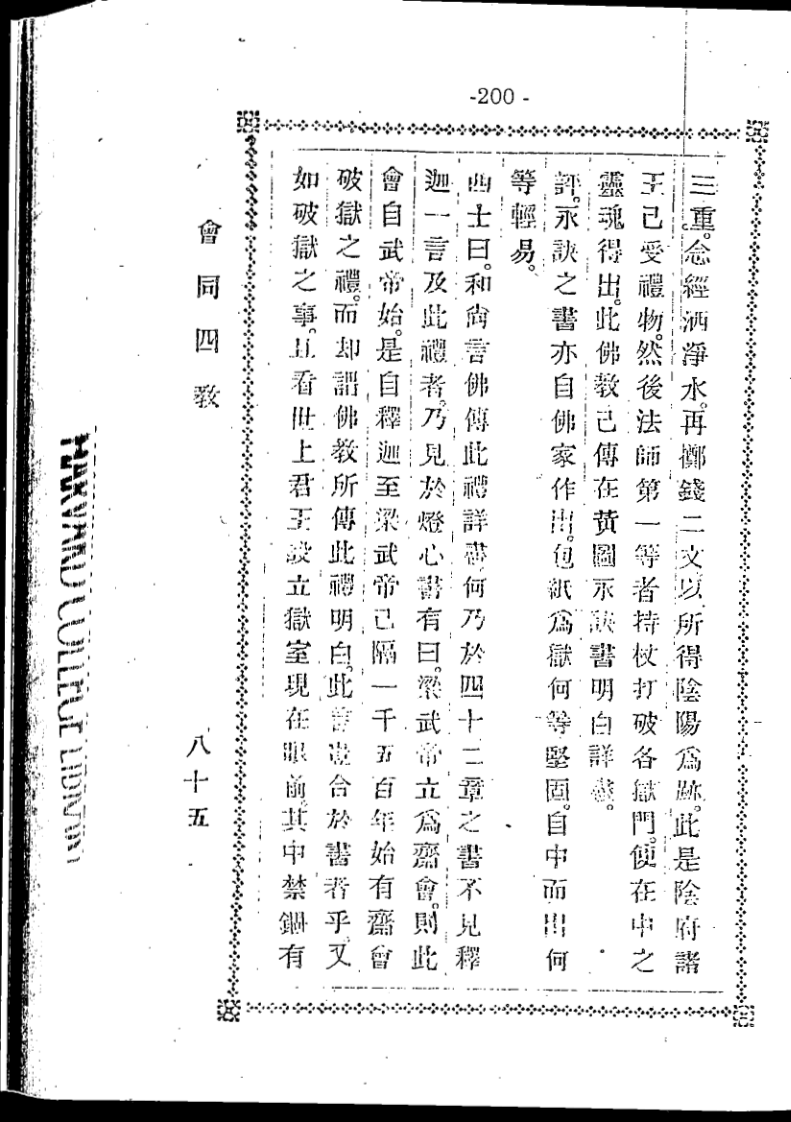 -200-
三重。念經洒淨水。再擲錢二文以所得陰陽爲跡。此是陰府諸
王已受禮物。然後法師第一等者持杖打破各獄門。便在中之
靈魂得出。此佛教已傳在黃圖永訣書明白詳盡。
評。永訣之書亦自佛家作出。包紙爲獄何等堅固。自中而出何
等輕易。
西士曰。和尙言佛傳此禮詳盡何乃於四十二章之書不見釋
迦一言及此禮者。乃見於燈心書有曰。梁武帝立爲齋會。則此
會自武帝始。是自釋迦至梁武帝已隔一千五百年始有齋會
破獄之禮。而却謂佛教所傳此禮明白。此言豈合於書者乎。又
如破獄之事。且看世上君王設立獄室現在眼前。其中禁錮有
會同四教
八十五
HARVARD COLLEGE LIBRARY